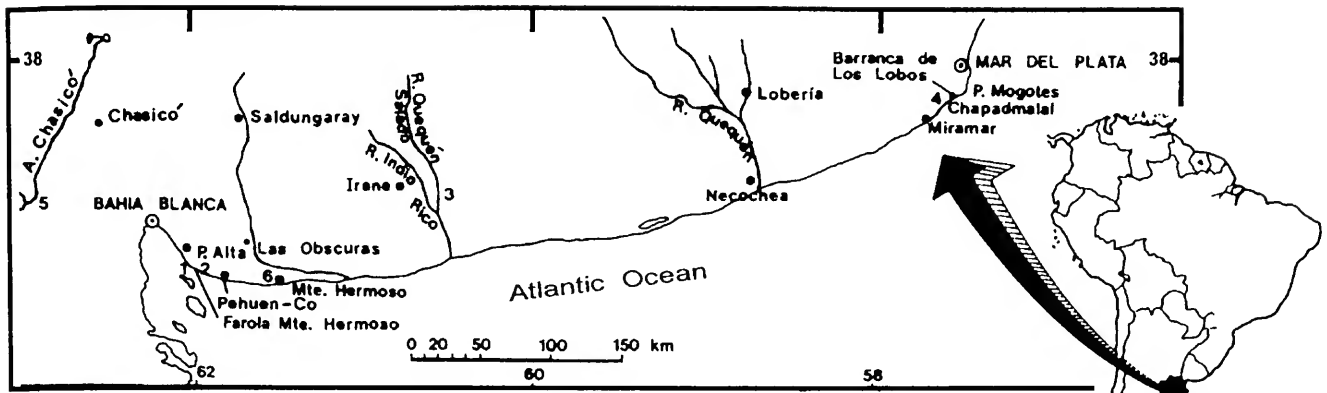 38
38
A. Chasicó
Chasicó
5
BAHIA BLANCA
Saldungaray
R. Quequén
Salado
R. Indio
Rico
Irene
3
P. Alta
Las Obscuras
1
2
6
Mte. Hermoso
Pehuen-Co
Farola Mte. Hermoso
Lobería
R. Quequén
Necochea
Barranca de
Los Lobos
MAR DEL PLATA
P. Mogotes
4
Chapadmalal
Miramar
Atlantic Ocean
0 20 50 100 150 km
62
60
58